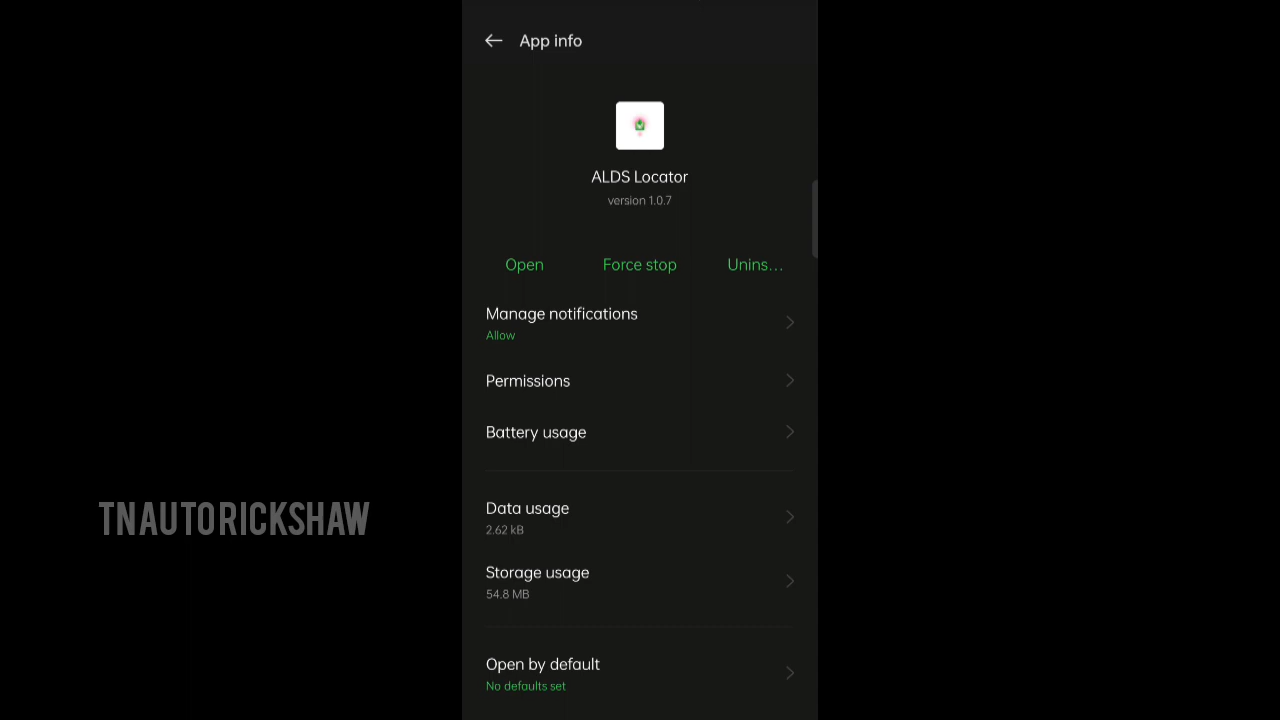 App info
ALDS Locator
version 1.0.7
Open
Force stop
Unins...
Manage notifications
Allow
Permissions
Battery usage
Data usage
2.62 kB
Storage usage
54.8 MB
Open by default
No defaults set
TNAUTORICKSHAW